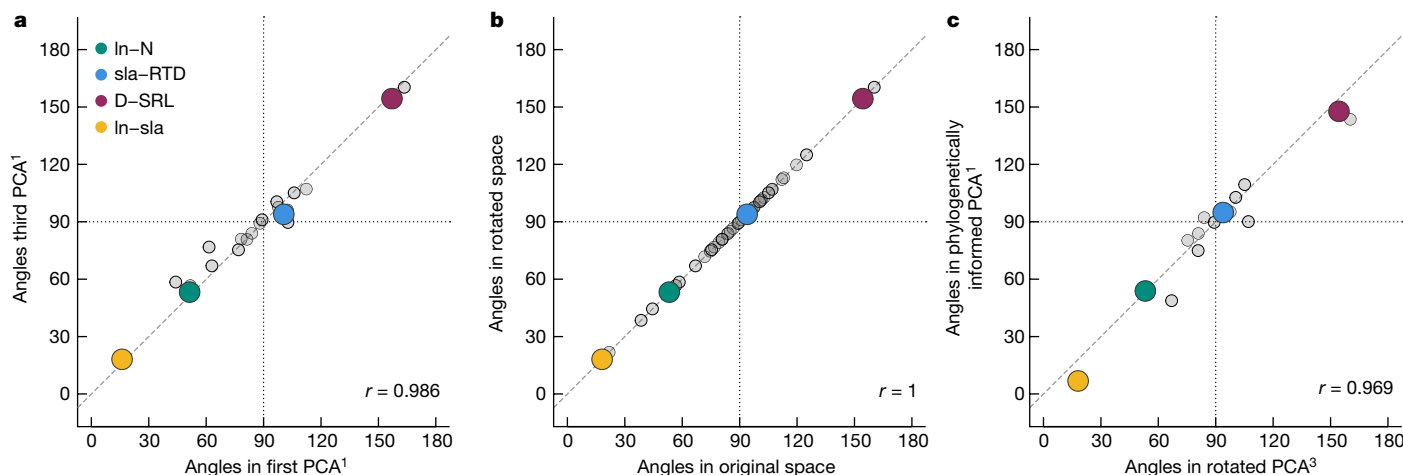 a
Angles third PCA¹
180
150
120
90
60
30
0
ln–N
sla–RTD
D–SRL
ln–sla
r = 0.986
0 30 60 90 120 150 180
Angles in first PCA¹
b
Angles in rotated space
180
150
120
90
60
30
0
r = 1
0 30 60 90 120 150 180
Angles in original space
c
Angles in phylogenetically
informed PCA¹
180
150
120
90
60
30
0
r = 0.969
0 30 60 90 120 150 180
Angles in rotated PCA³